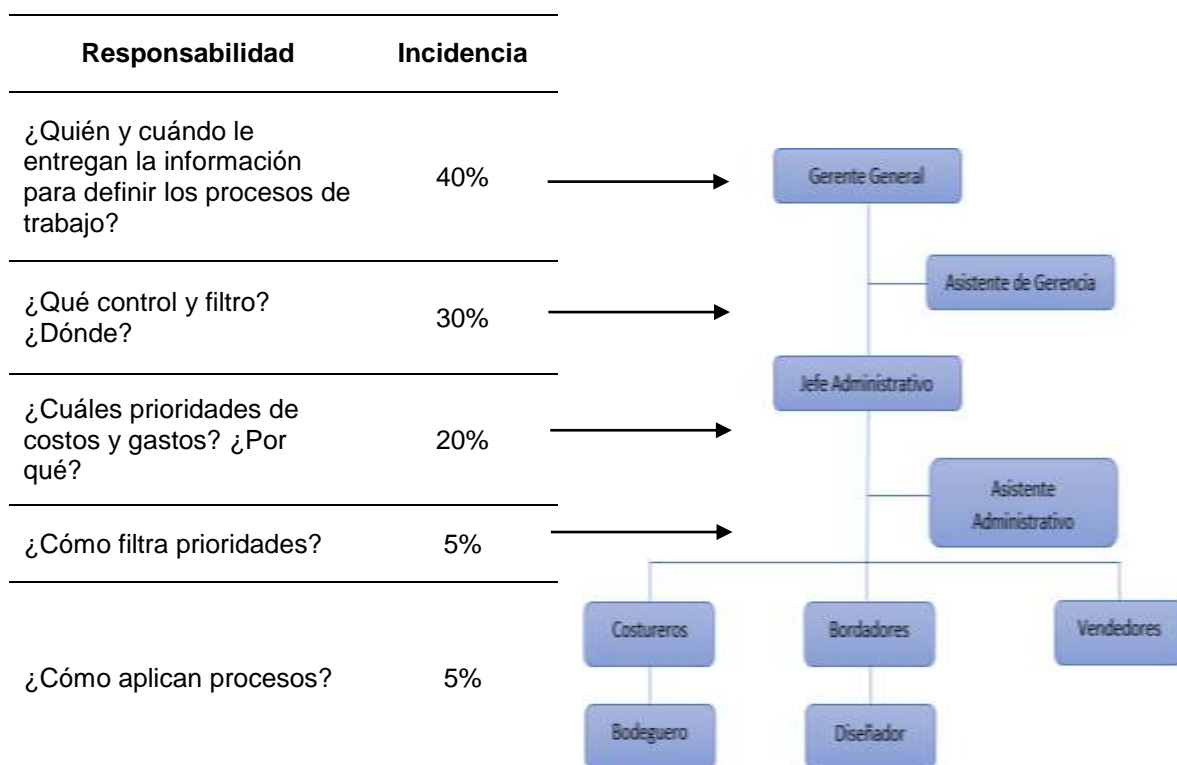 Responsabilidad Incidencia
¿Quién y cuándo le
entregan la información
para definir los procesos de
trabajo?
40%
¿Qué control y filtro?
¿Dónde?
30%
¿Cuáles prioridades de
costos y gastos? ¿Por
qué?
20%
¿Cómo filtra prioridades? 5%
¿Cómo aplican procesos? 5%
Gerente General
Asistente de Gerencia
Jefe Administrativo
Asistente
Administrativo
Costureros
Bordadores
Vendedores
Bodeguero
Diseñador